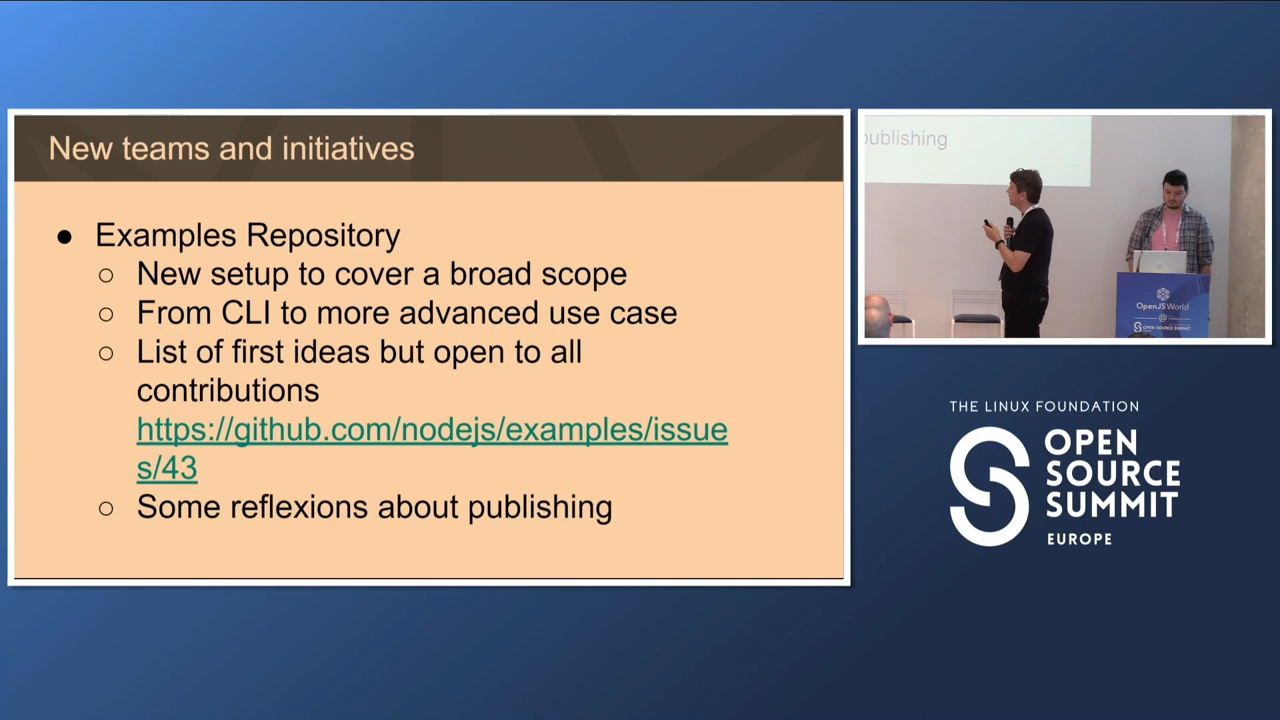 New teams and initiatives
● Examples Repository
○ New setup to cover a broad scope
○ From CLI to more advanced use case
○ List of first ideas but open to all
contributions
https://github.com/nodejs/examples/issue
s/43
○ Some reflexions about publishing
publishing
OpenJS World
@
OPEN SOURCE SUMMIT
THE LINUX FOUNDATION
OPEN
SOURCE
SUMMIT
EUROPE